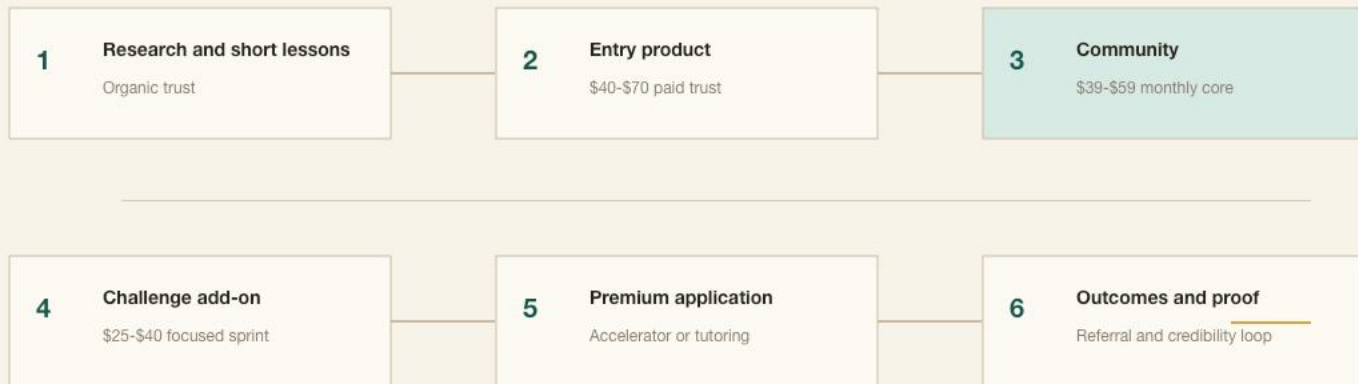 1
Research and short lessons
Organic trust
2
Entry product
$40-$70 paid trust
3
Community
$39-$59 monthly core
4
Challenge add-on
$25-$40 focused sprint
5
Premium application
Accelerator or tutoring
6
Outcomes and proof
Referral and credibility loop